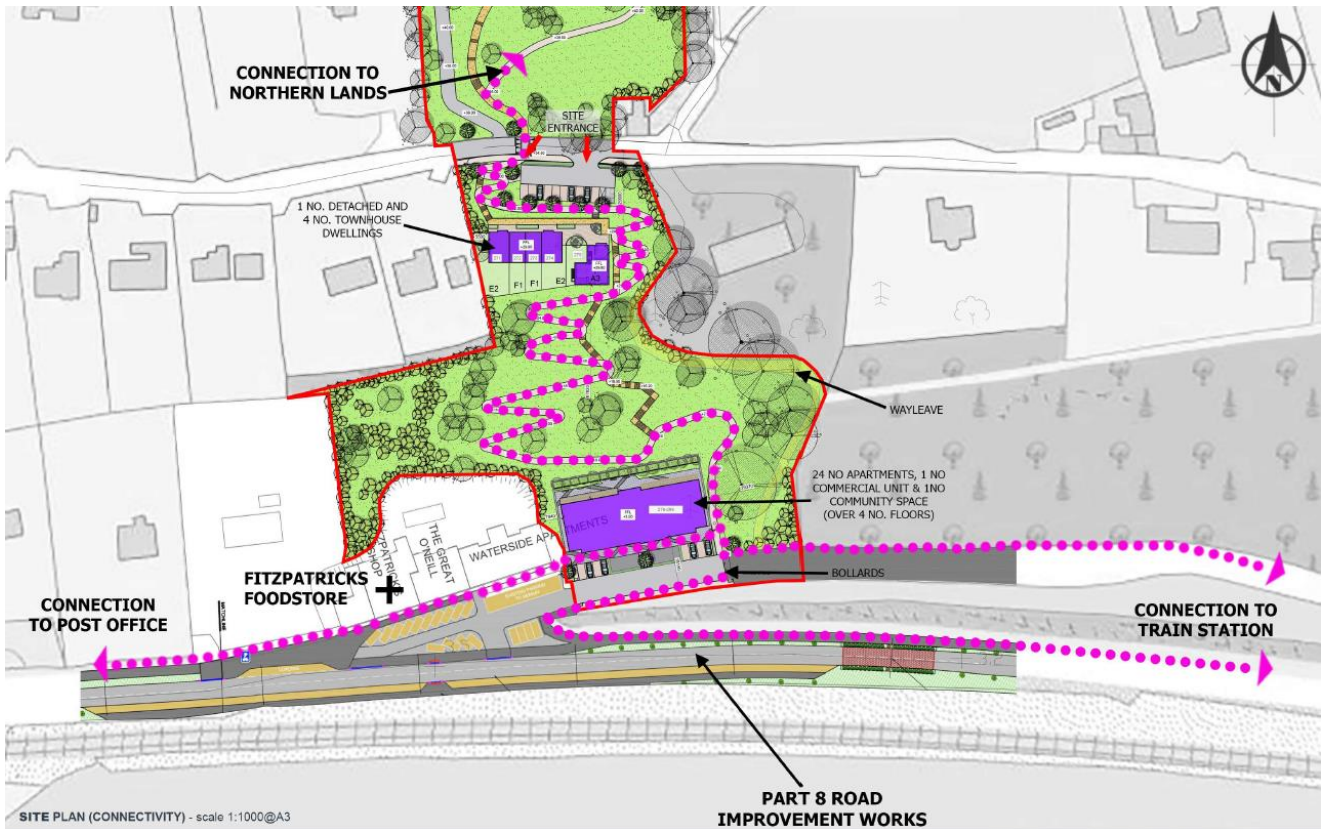 CONNECTION TO
NORTHERN LANDS
SITE
ENTRANCE
N
1 NO. DETACHED AND
4 NO. TOWNHOUSE
DWELLINGS
E2
F1
F1
E2
A3
WAYLEAVE
24 NO APARTMENTS, 1 NO
COMMERCIAL UNIT & 1NO
COMMUNITY SPACE
(OVER 4 NO. FLOORS)
WATERSIDE APARTMENTS
THE GREAT
O'NEILL
FITZPATRICKS
FOODSTORE
BOLLARDS
CONNECTION
TO POST OFFICE
CONNECTION TO
TRAIN STATION
PART 8 ROAD
IMPROVEMENT WORKS
SITE PLAN (CONNECTIVITY) - scale 1:1000@A3